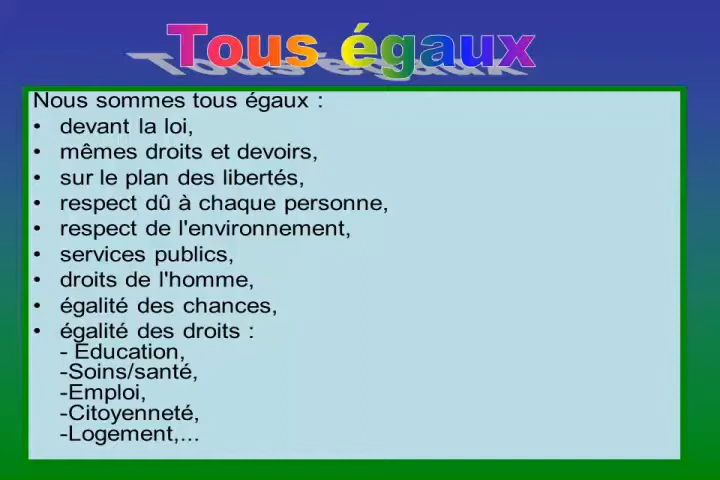 Tous égaux
Nous sommes tous égaux :
• devant la loi,
• mêmes droits et devoirs,
• sur le plan des libertés,
• respect dû à chaque personne,
• respect de l'environnement,
• services publics,
• droits de l'homme,
• égalité des chances,
• égalité des droits :
- Education,
-Soins/santé,
-Emploi,
-Citoyenneté,
-Logement,...